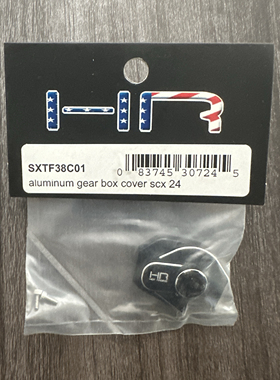 HR
SXTF38C01
0 83745 30724 5
aluminum gear box cover scx 24
HR